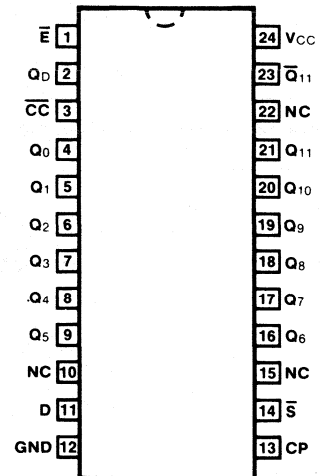 E̅ 1 24 VCC
QD 2 23 Q̅11
C̅C̅ 3 22 NC
Q0 4 21 Q11
Q1 5 20 Q10
Q2 6 19 Q9
Q3 7 18 Q8
Q4 8 17 Q7
Q5 9 16 Q6
NC 10 15 NC
D 11 14 S̅
GND 12 13 CP